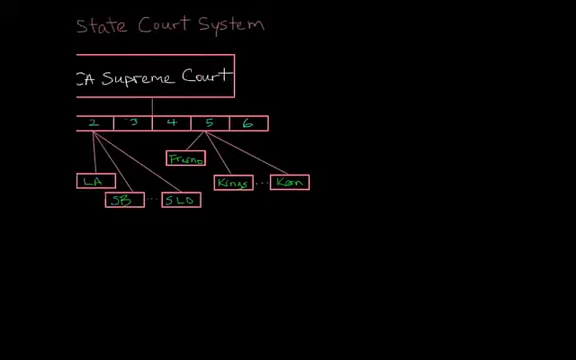 State Court System
CA Supreme Court
2 3 4 5 6
Fresno
LA Kings ... Kern
SB ... SLO